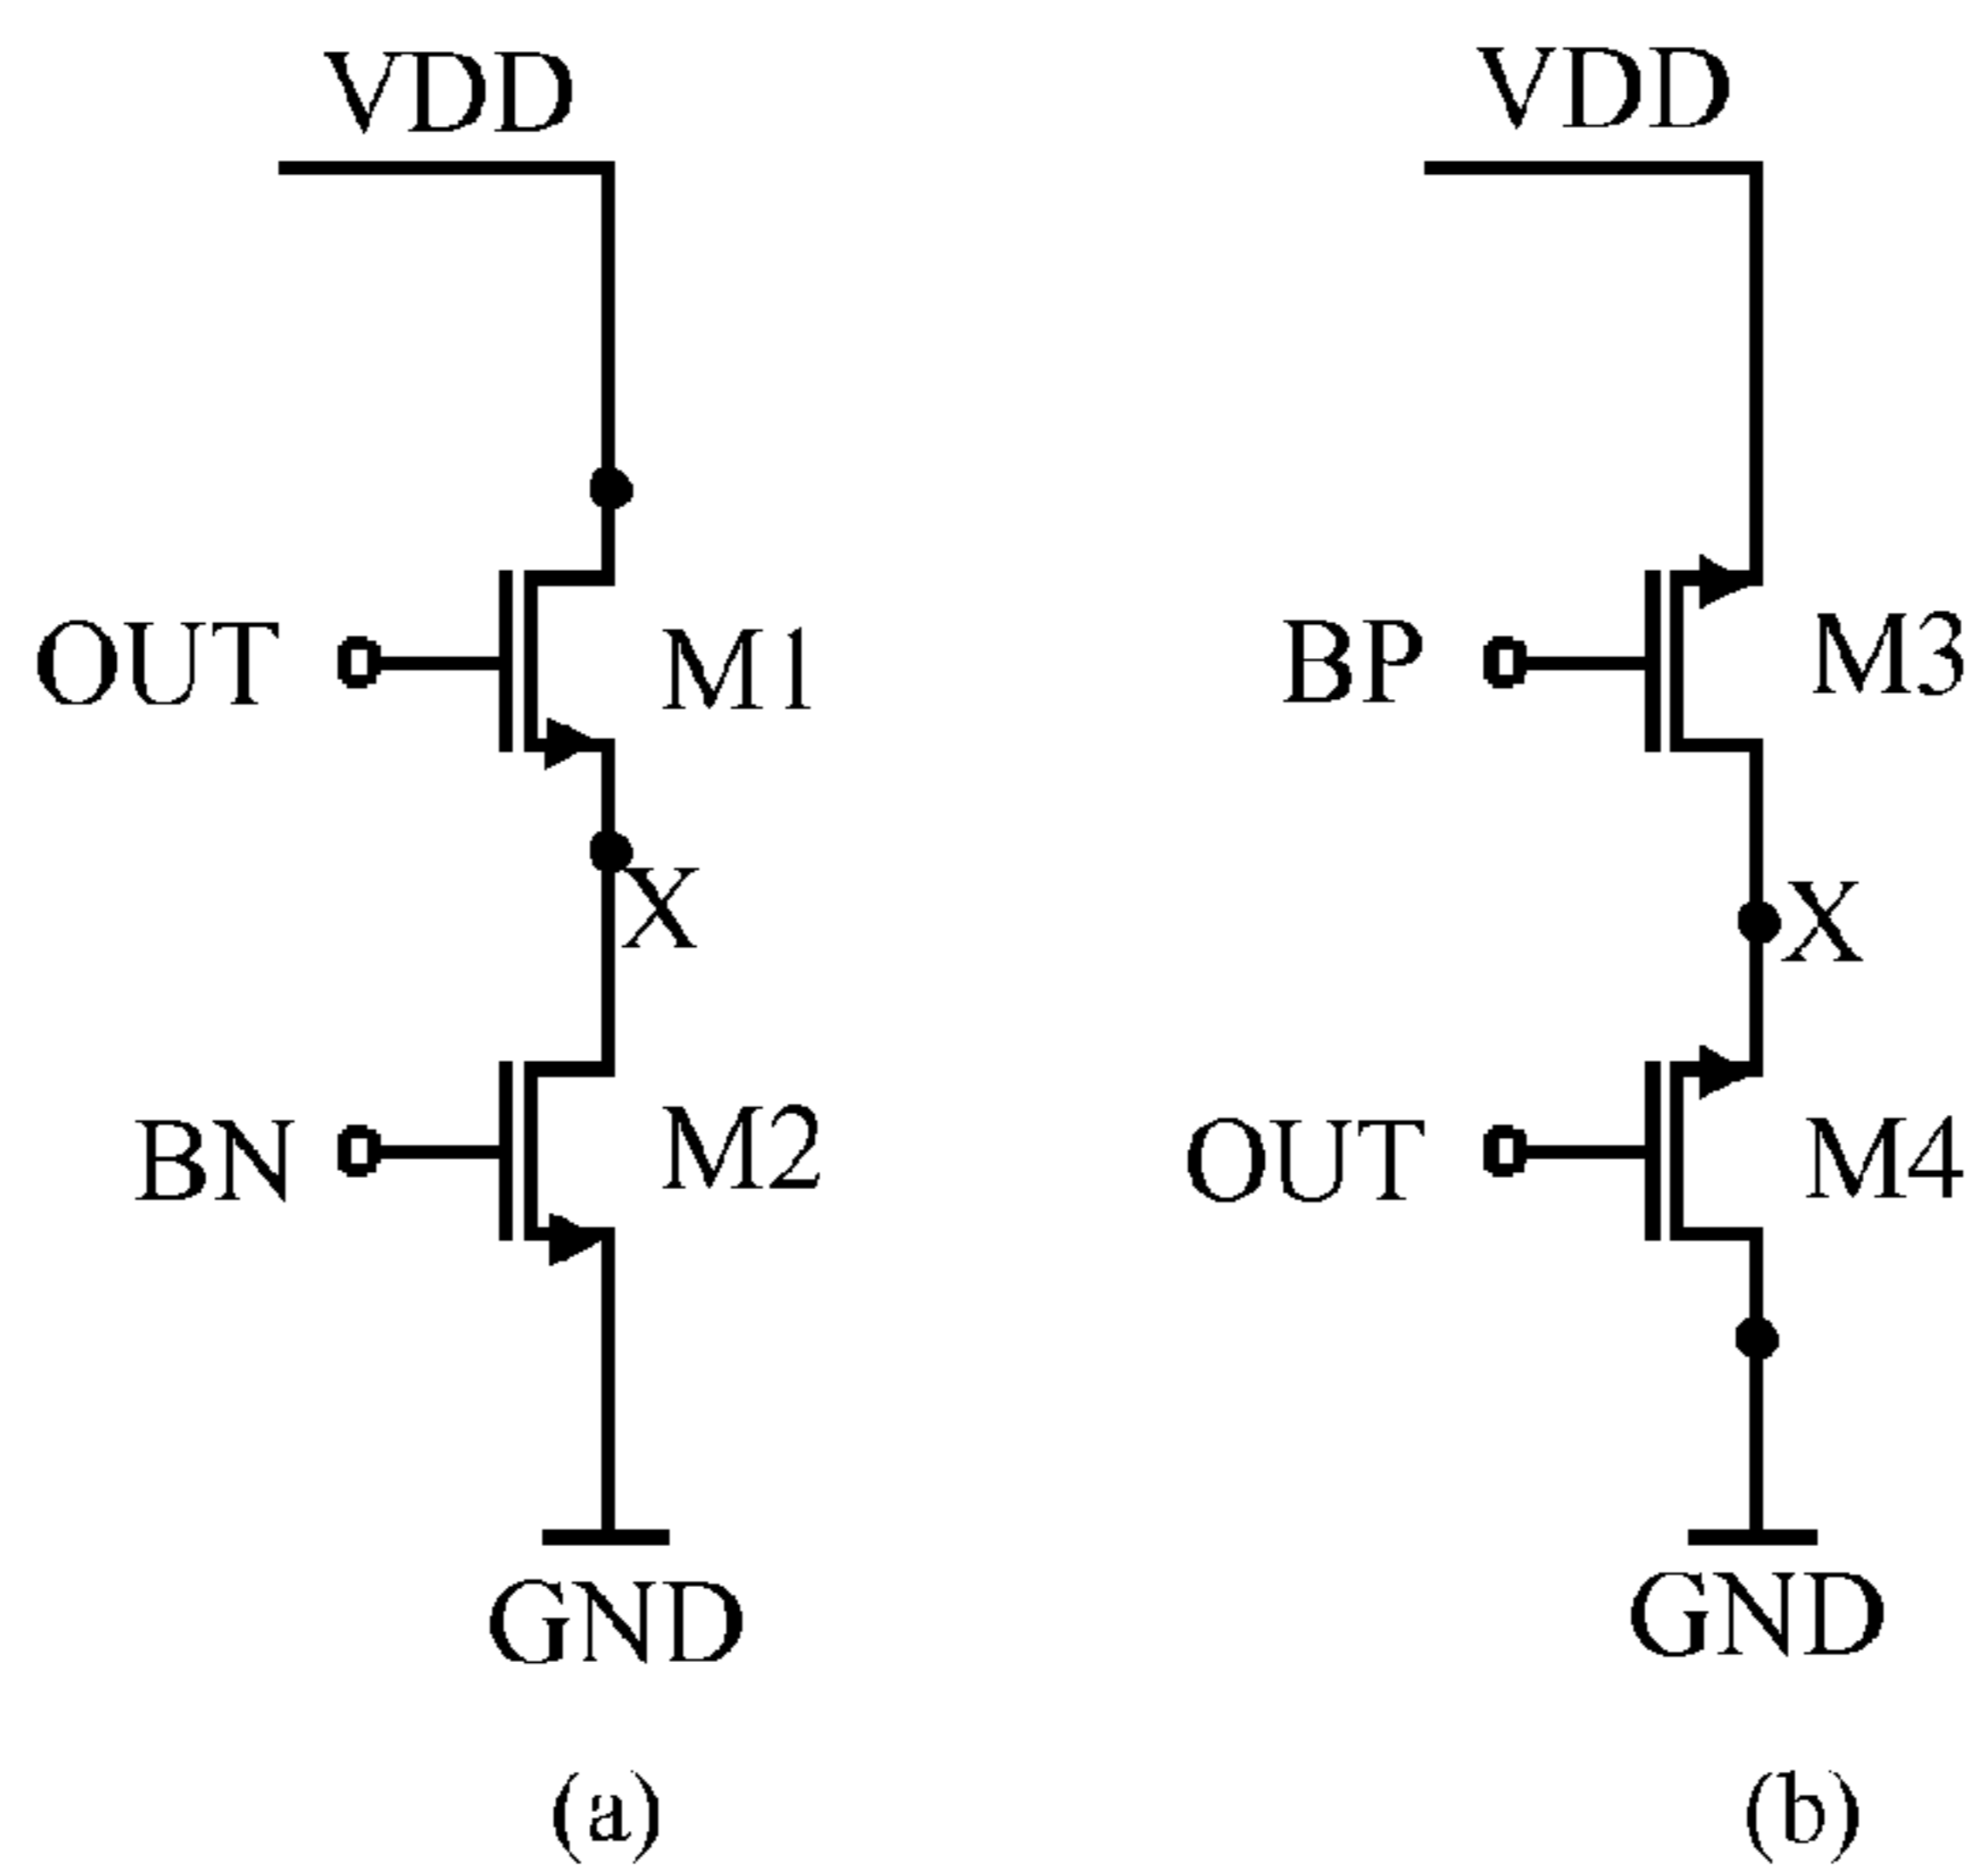 VDD VDD
OUT M1 BP M3
X X
BN M2 OUT M4
GND GND
(a) (b)